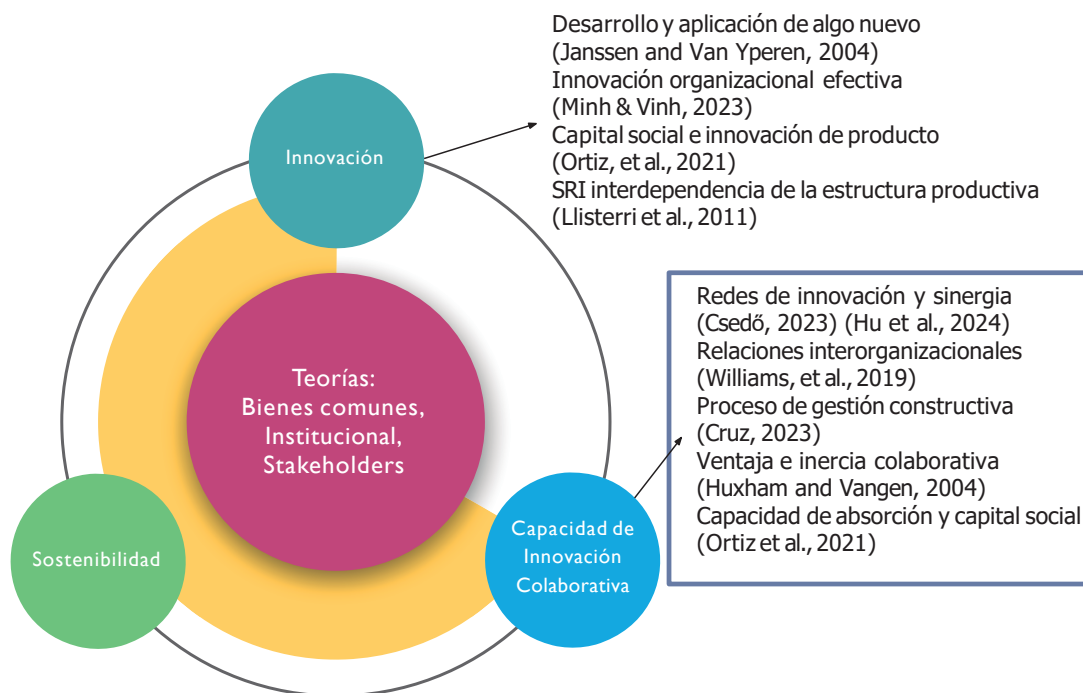 Desarrollo y aplicación de algo nuevo
(Janssen and Van Yperen, 2004)
Innovación organizacional efectiva
(Minh & Vinh, 2023)
Capital social e innovación de producto
(Ortiz, et al., 2021)
SRI interdependencia de la estructura productiva
(Llisterri et al., 2011)
Innovación
Redes de innovación y sinergia
(Csedő, 2023) (Hu et al., 2024)
Relaciones interorganizacionales
(Williams, et al., 2019)
Proceso de gestión constructiva
(Cruz, 2023)
Ventaja e inercia colaborativa
(Huxham and Vangen, 2004)
Capacidad de absorción y capital social
(Ortiz et al., 2021)
Teorías:
Bienes comunes,
Institucional,
Stakeholders
Sostenibilidad
Capacidad de
Innovación
Colaborativa